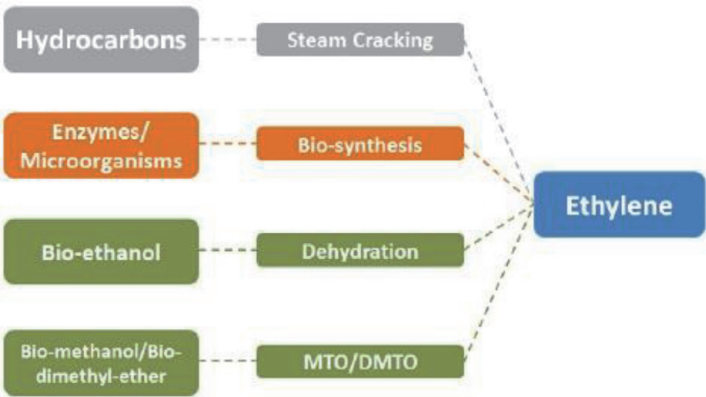 Hydrocarbons
Steam Cracking
Enzymes/
Microorganisms
Bio-synthesis
Ethylene
Bio-ethanol
Dehydration
Bio-methanol/Bio-
dimethyl-ether
MTO/DMTO